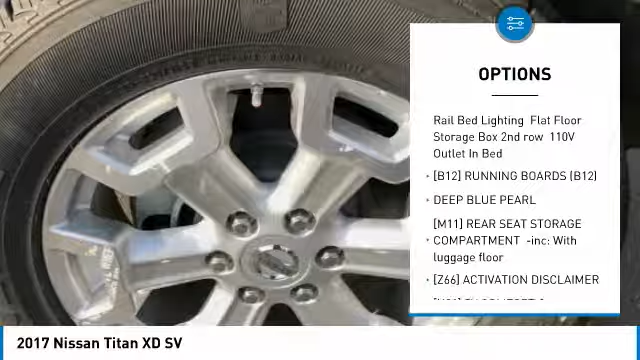 OPTIONS
Rail Bed Lighting Flat Floor
Storage Box 2nd row 110V
Outlet In Bed
[B12] RUNNING BOARDS (B12)
DEEP BLUE PEARL
[M11] REAR SEAT STORAGE
COMPARTMENT -inc: With
luggage floor
[Z66] ACTIVATION DISCLAIMER
2017 Nissan Titan XD SV